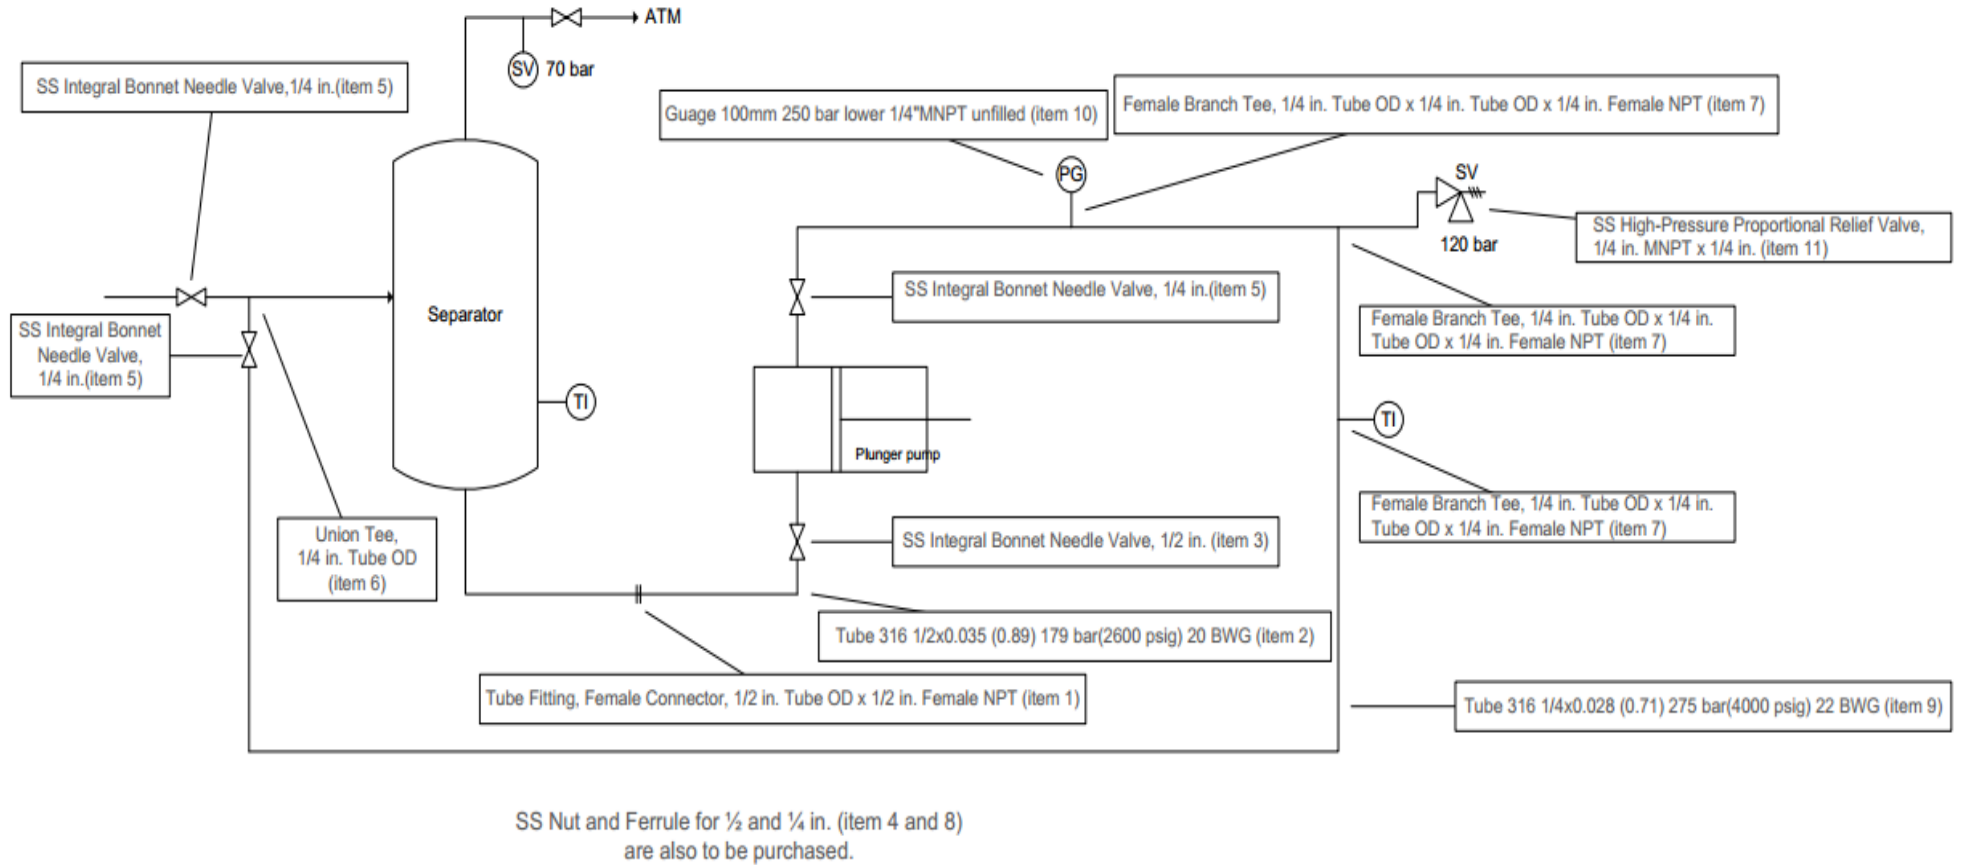 ATM
SV 70 bar
SS Integral Bonnet Needle Valve,1/4 in.(item 5)
Guage 100mm 250 bar lower 1/4"MNPT unfilled (item 10)
Female Branch Tee, 1/4 in. Tube OD x 1/4 in. Tube OD x 1/4 in. Female NPT (item 7)
PG
SV
120 bar
SS High-Pressure Proportional Relief Valve,
1/4 in. MNPT x 1/4 in. (item 11)
SS Integral Bonnet Needle Valve, 1/4 in.(item 5)
Separator
SS Integral Bonnet
Needle Valve,
1/4 in.(item 5)
Female Branch Tee, 1/4 in. Tube OD x 1/4 in.
Tube OD x 1/4 in. Female NPT (item 7)
TI
TI
Plunger pump
Female Branch Tee, 1/4 in. Tube OD x 1/4 in.
Tube OD x 1/4 in. Female NPT (item 7)
Union Tee,
1/4 in. Tube OD
(item 6)
SS Integral Bonnet Needle Valve, 1/2 in. (item 3)
Tube 316 1/2x0.035 (0.89) 179 bar(2600 psig) 20 BWG (item 2)
Tube Fitting, Female Connector, 1/2 in. Tube OD x 1/2 in. Female NPT (item 1)
Tube 316 1/4x0.028 (0.71) 275 bar(4000 psig) 22 BWG (item 9)
SS Nut and Ferrule for ½ and ¼ in. (item 4 and 8)
are also to be purchased.